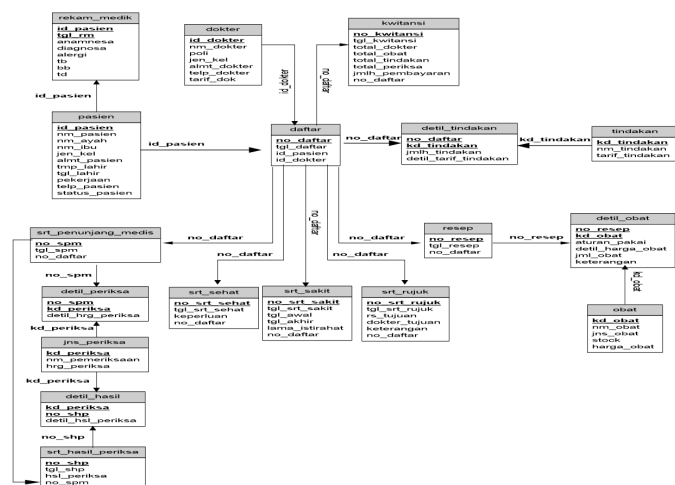 rekam_medik
id_pasien
tgl_rm
anamnesa
diagnosa
alergi
tb
bb
td
id_pasien
pasien
id_pasien
nm_pasien
nm_ayah
nm_ibu
jen_kel
almt_pasien
tmp_lahir
tgl_lahir
pekerjaan
telp_pasien
status_pasien
id_pasien
dokter
id_dokter
nm_dokter
poli
jen_kel
almt_dokter
telp_dokter
tarif_dok
id_dokter
kwitansi
no_kwitansi
tgl_kwitansi
total_dokter
total_obat
total_tindakan
total_periksa
jmlh_pembayaran
no_daftar
no_daftar
daftar
no_daftar
tgl_daftar
id_pasien
id_dokter
no_daftar
detil_tindakan
no_daftar
kd_tindakan
jmlh_tindakan
detil_tarif_tindakan
kd_tindakan
tindakan
kd_tindakan
nm_tindakan
tarif_tindakan
srt_penunjang_medis
no_spm
tgl_spm
no_daftar
no_daftar
no_daftar
no_daftar
no_daftar
no_daftar
resep
no_resep
tgl_resep
no_daftar
no_resep
detil_obat
no_resep
kd_obat
aturan_pakai
detil_harga_obat
jml_obat
keterangan
kd_obat
obat
kd_obat
nm_obat
jns_obat
stock
harga_obat
no_spm
detil_periksa
no_spm
kd_periksa
detil_hrg_periksa
kd_periksa
jns_periksa
kd_periksa
nm_pemeriksaan
hrg_periksa
kd_periksa
detil_hasil
kd_periksa
no_shp
detil_hsl_periksa
no_shp
srt_hasil_periksa
no_shp
tgl_shp
hsl_periksa
no_spm
srt_sehat
no_srt_sehat
tgl_srt_sehat
keperluan
no_daftar
srt_sakit
no_srt_sakit
tgl_srt_sakit
tgl_awal
tgl_akhir
lama_istirahat
no_daftar
srt_rujuk
no_srt_rujuk
tgl_srt_rujuk
rs_tujuan
dokter_tujuan
keterangan
no_daftar